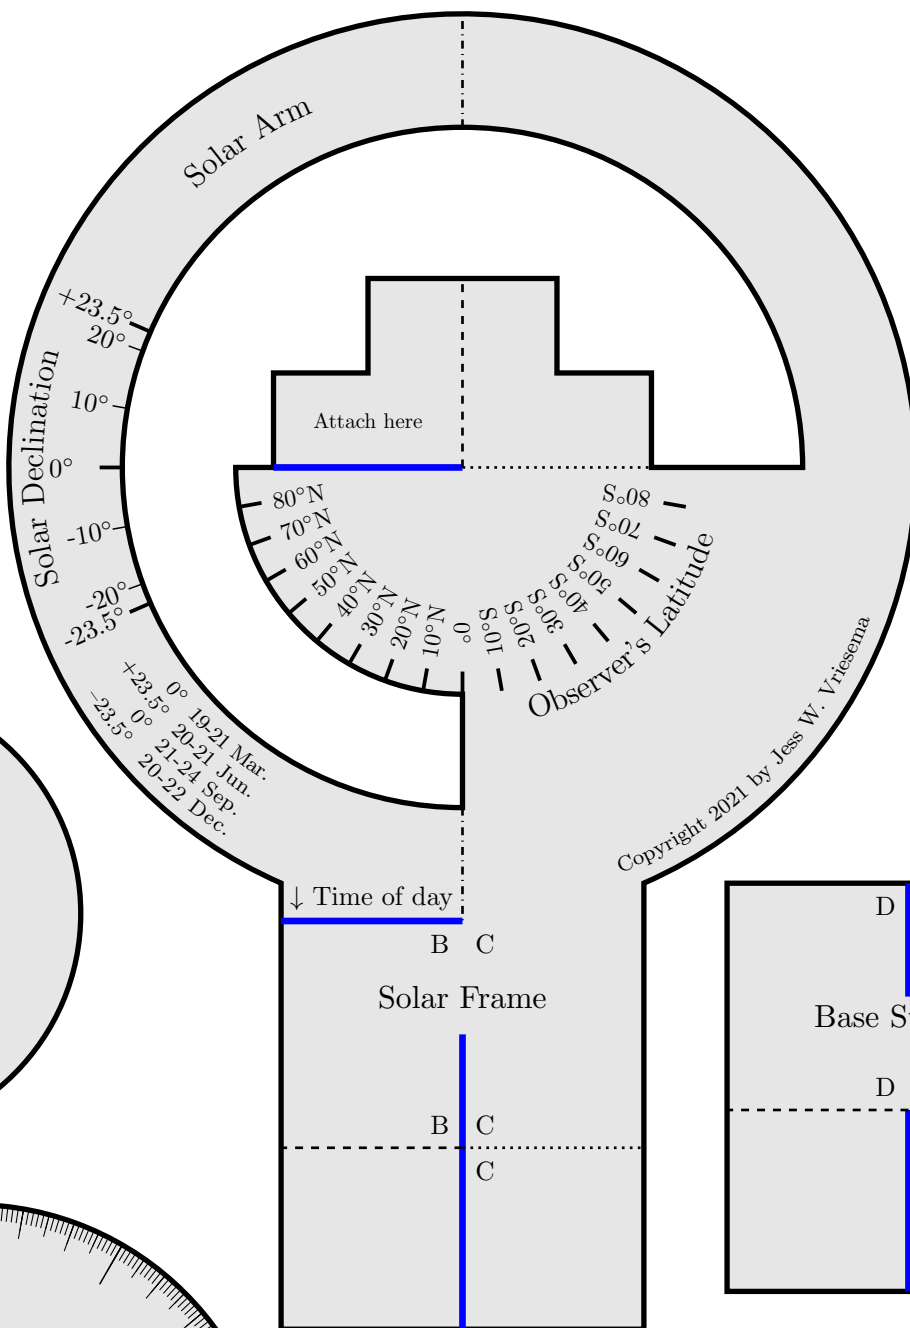 Solar Arm
+23.5°
20°
10°
0°
-10°
-20°
-23.5°
Solar Declination
Attach here
80°N
70°N
60°N
50°N
40°N
30°N
20°N
10°N
0°
10°S
20°S
30°S
40°S
50°S
60°S
70°S
80°S
Observer's Latitude
0° 19-21 Mar.
+23.5° 20-21 Jun.
0° 21-24 Sep.
−23.5° 20-22 Dec.
Copyright 2021 by Jess W. Vriesema
↓ Time of day
B C
Solar Frame
B C
C
D
Base
D